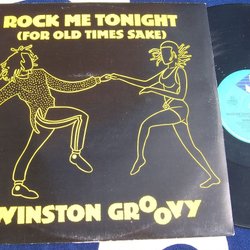 ROCK ME TONIGHT
(FOR OLD TIMES SAKE)
WINSTON GROOVY